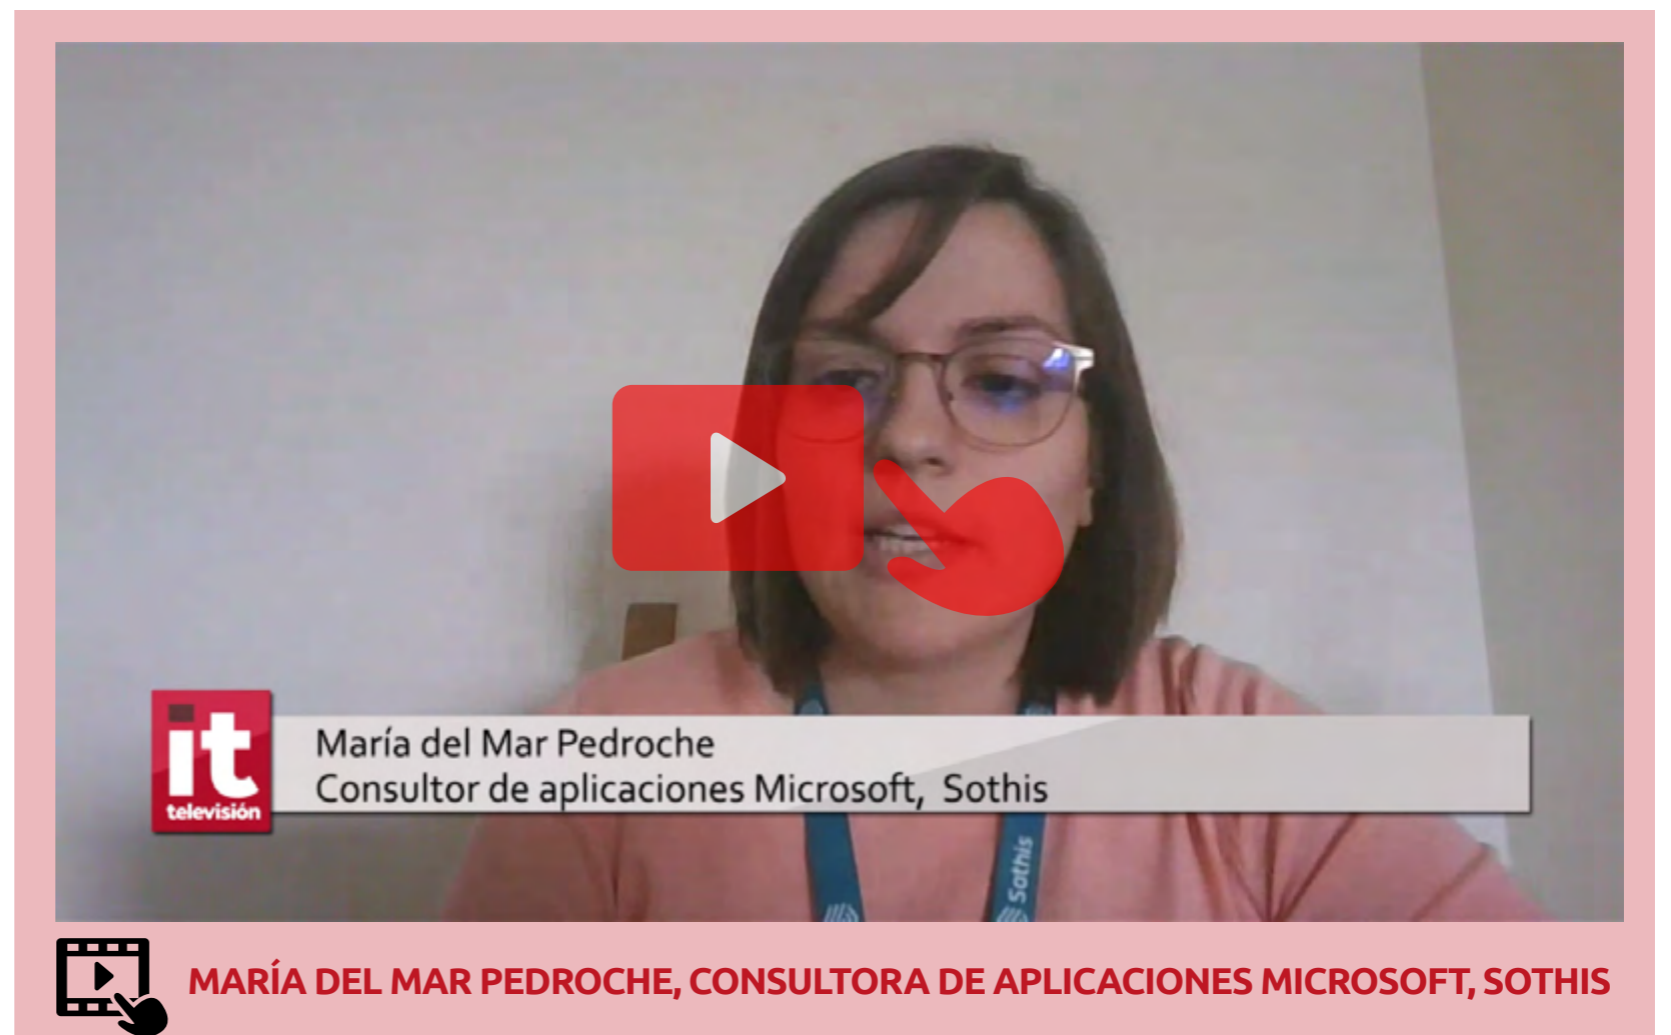 María del Mar Pedroche
Consultor de aplicaciones Microsoft, Sothis
it
televisión
Sothis
MARÍA DEL MAR PEDROCHE, CONSULTORA DE APLICACIONES MICROSOFT, SOTHIS